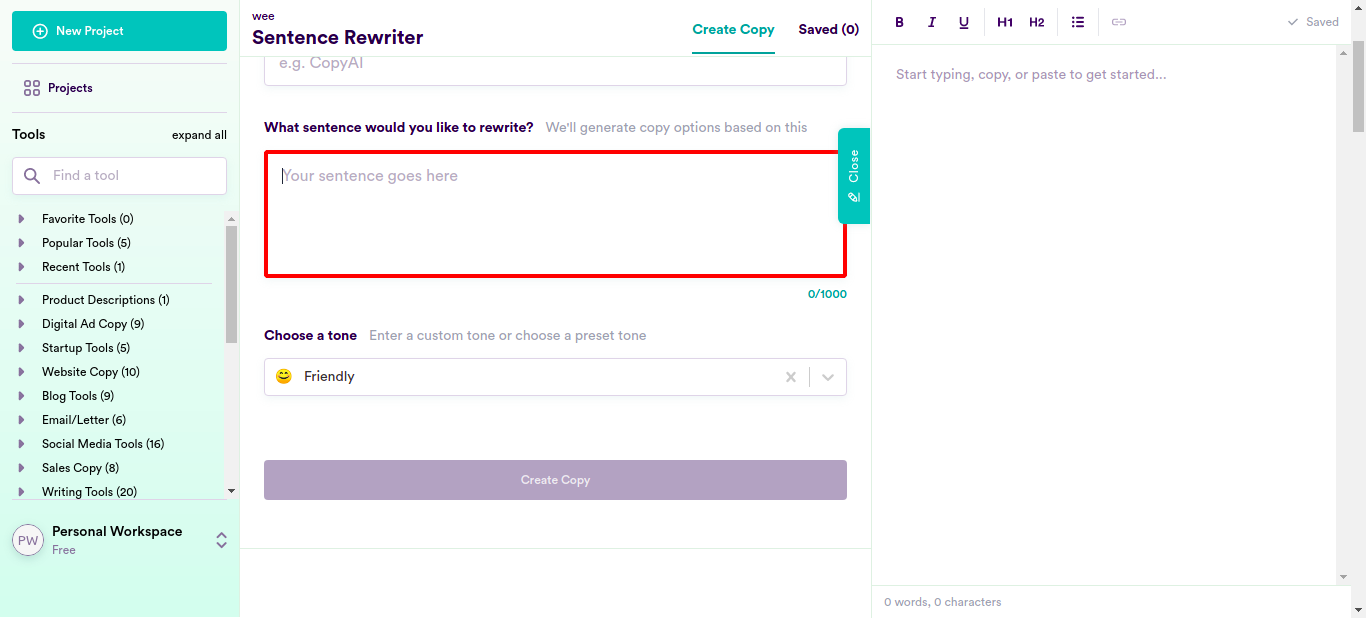 New Project
Projects
Tools
expand all
Find a tool
Favorite Tools (0)
Popular Tools (5)
Recent Tools (1)
Product Descriptions (1)
Digital Ad Copy (9)
Startup Tools (5)
Website Copy (10)
Blog Tools (9)
Email/Letter (6)
Social Media Tools (16)
Sales Copy (8)
Writing Tools (20)
PW
Personal Workspace
Free
wee
Sentence Rewriter
Create Copy
Saved (0)
e.g. CopyAI
What sentence would you like to rewrite? We'll generate copy options based on this
Your sentence goes here
Close
0/1000
Choose a tone Enter a custom tone or choose a preset tone
Friendly
Create Copy
B I U H1 H2
Saved
Start typing, copy, or paste to get started...
0 words, 0 characters